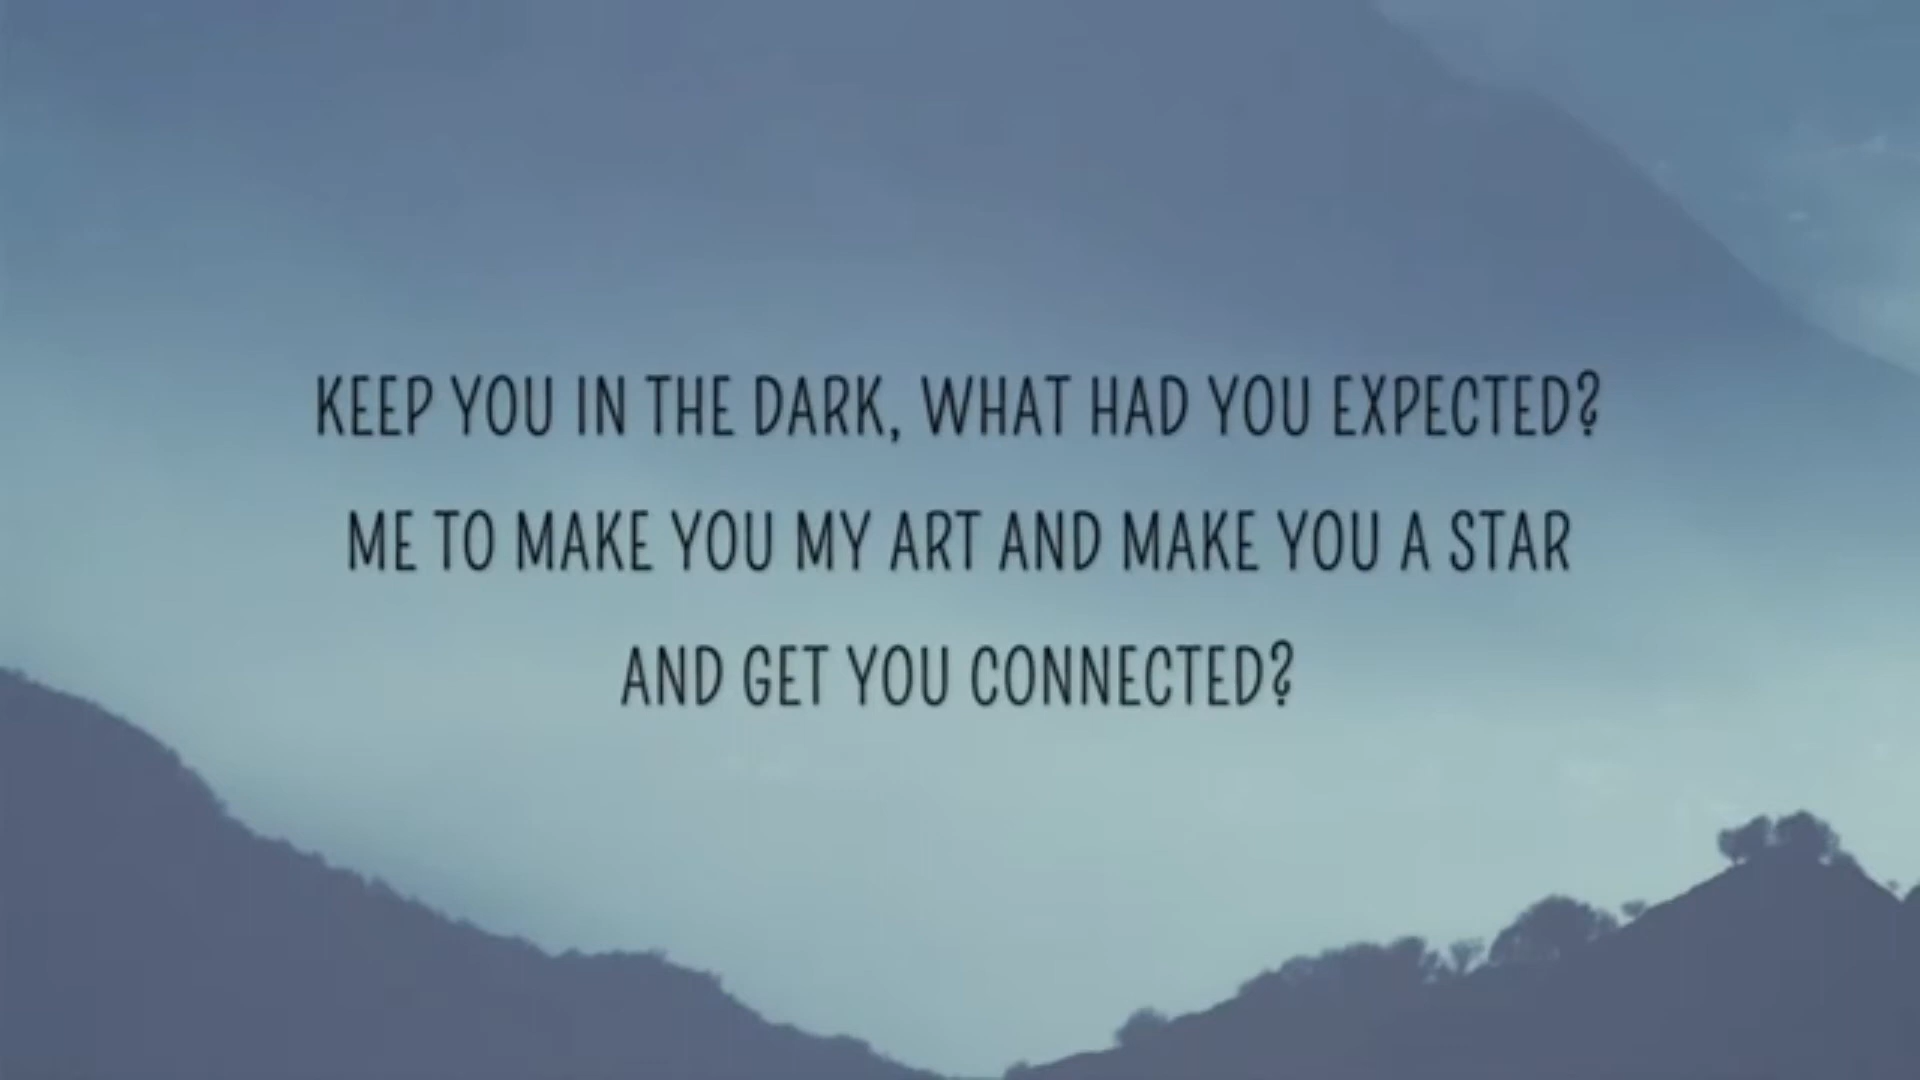 KEEP YOU IN THE DARK, WHAT HAD YOU EXPECTED?
ME TO MAKE YOU MY ART AND MAKE YOU A STAR
AND GET YOU CONNECTED?